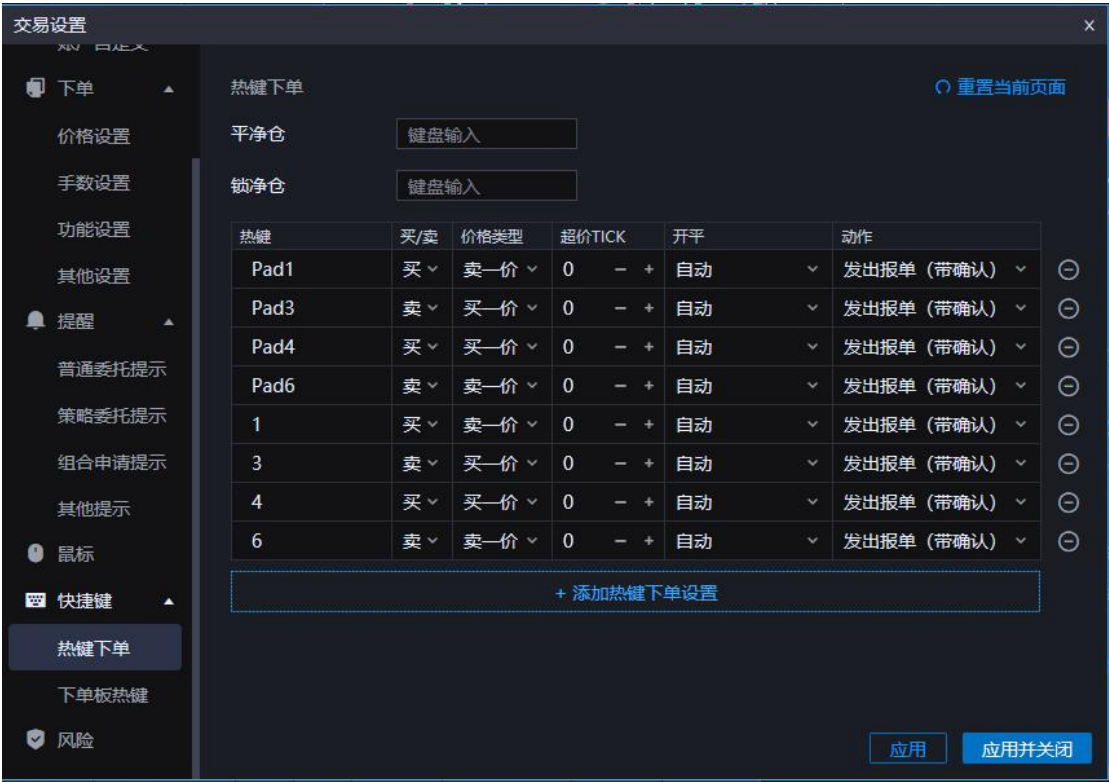 交易设置 ×
账户自定义
下单
价格设置
手数设置
功能设置
其他设置
提醒
普通委托提示
策略委托提示
组合申请提示
其他提示
鼠标
快捷键
热键下单
下单板热键
风险
热键下单 重置当前页面
平净仓 键盘输入
锁净仓 键盘输入
热键 买/卖 价格类型 超价TICK 开平 动作
Pad1 买 卖一价 0 - + 自动 发出报单（带确认）
Pad3 卖 买一价 0 - + 自动 发出报单（带确认）
Pad4 买 买一价 0 - + 自动 发出报单（带确认）
Pad6 卖 卖一价 0 - + 自动 发出报单（带确认）
1 买 卖一价 0 - + 自动 发出报单（带确认）
3 卖 买一价 0 - + 自动 发出报单（带确认）
4 买 买一价 0 - + 自动 发出报单（带确认）
6 卖 卖一价 0 - + 自动 发出报单（带确认）
+ 添加热键下单设置
应用 应用并关闭